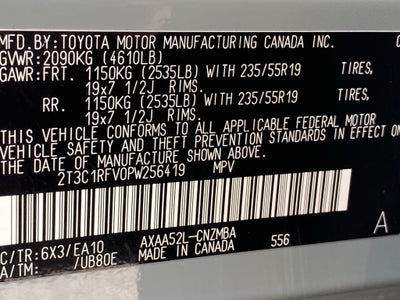 MFD.BY:TOYOTA MOTOR MANUFACTURING CANADA INC.
GVWR:2090KG (4610LB)
GAWR:FRT. 1150KG (2535LB) WITH 235/55R19 TIRES,
19x7 1/2J RIMS.
RR. 1150KG (2535LB) WITH 235/55R19 TIRES,
19x7 1/2J RIMS.
THIS VEHICLE CONFORMS TO ALL APPLICABLE FEDERAL MOTOR
VEHICLE SAFETY AND THEFT PREVENTION STANDARDS IN EFFECT ON
THE DATE OF MANUFACTURE SHOWN ABOVE.
2T3C1RFV0PW256419 MPV
C/TR:6X3/EA10 AXAA52L-CNZMBA A
A/TM: /UB80E MADE IN CANADA 556